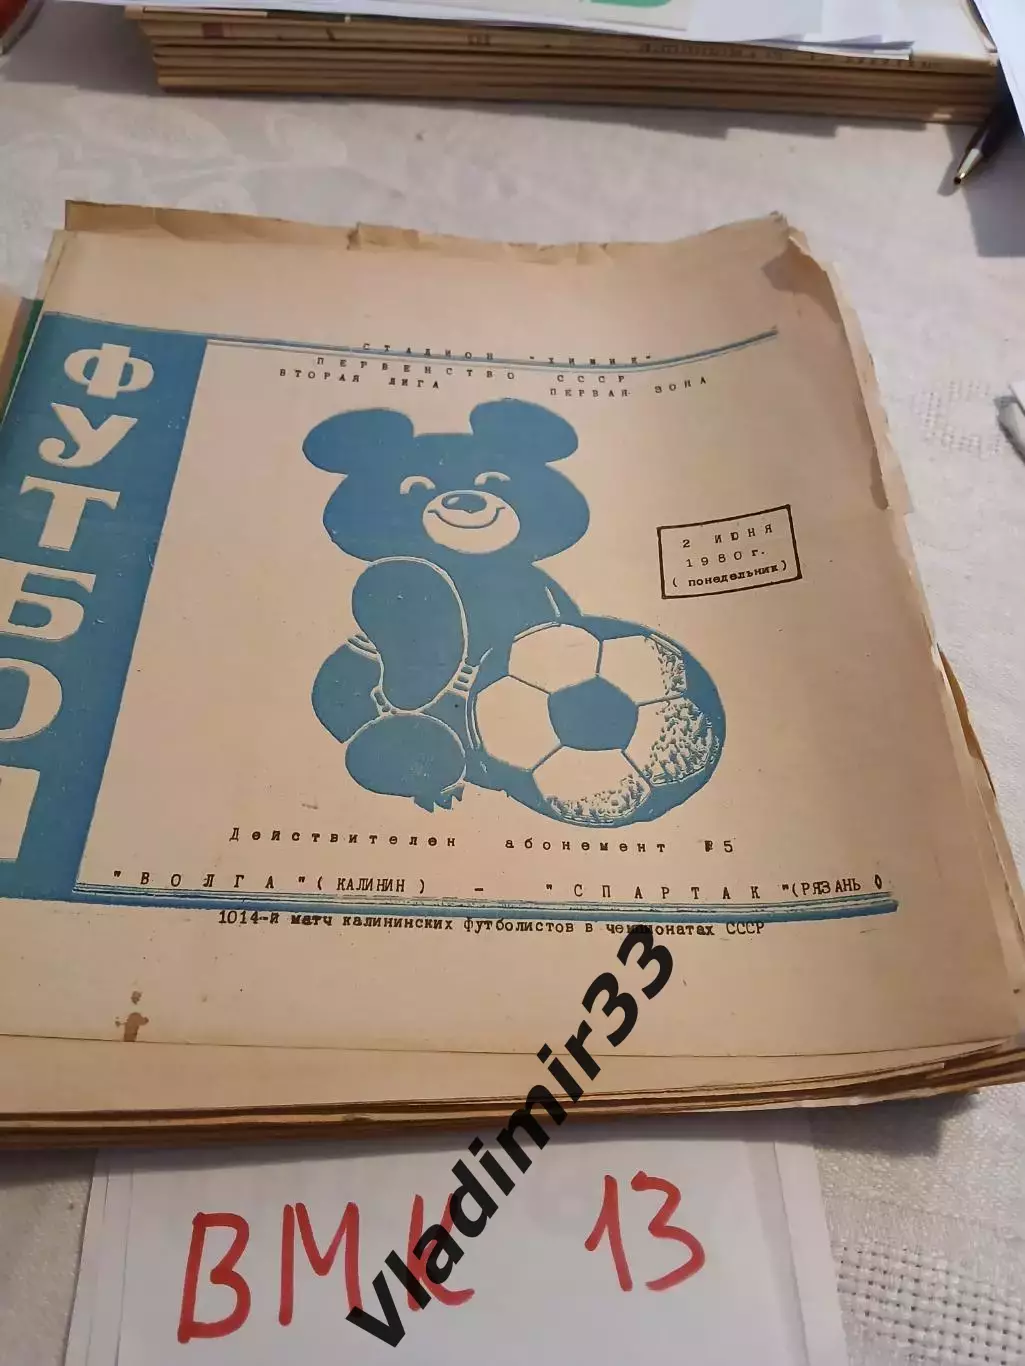 ФУТБОЛ
СТАДИОН "ХИМИК"
ПЕРВЕНСТВО СССР
ВТОРАЯ ЛИГА ПЕРВАЯ ЗОНА
2 ИЮНЯ
1980 г.
(понедельник)
Действителен абонемент №5
"ВОЛГА"(КАЛИНИН) - "СПАРТАК"(РЯЗАНЬ)
1014-й матч калининских футболистов в чемпионатах СССР
vladimir33
ВМК 13